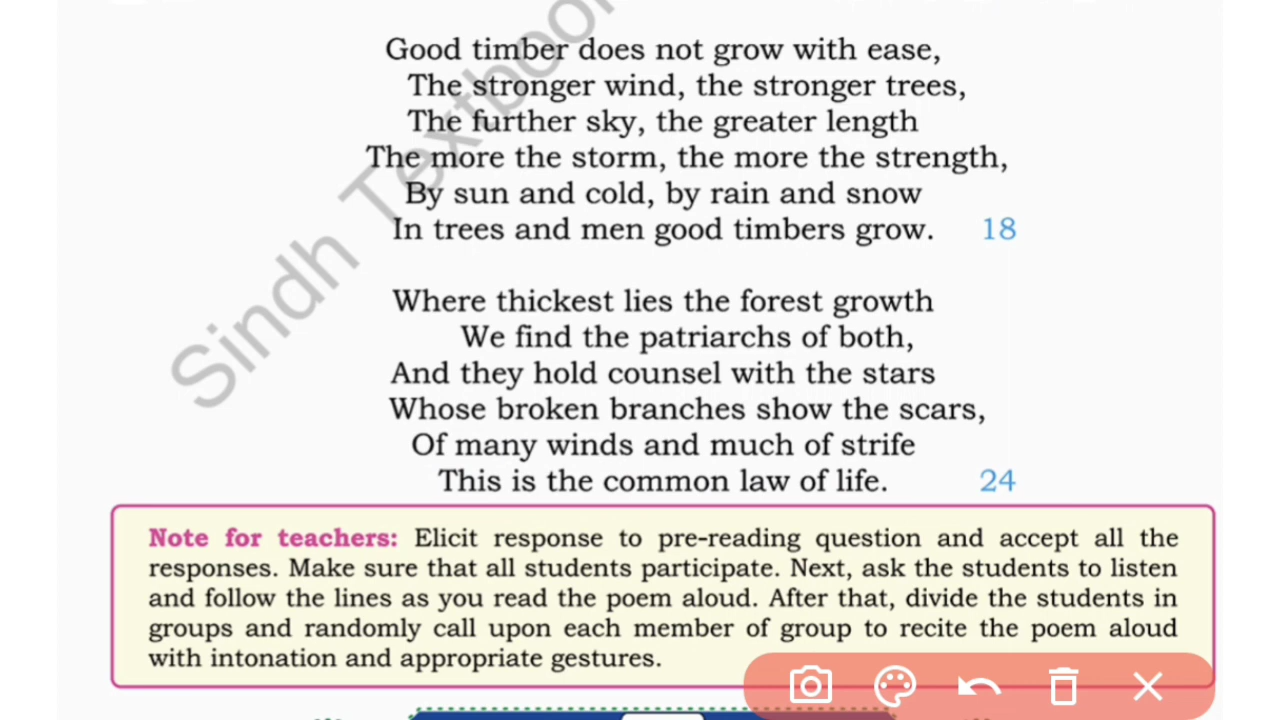 Good timber does not grow with ease,
The stronger wind, the stronger trees,
The further sky, the greater length
The more the storm, the more the strength,
By sun and cold, by rain and snow
In trees and men good timbers grow. 18
Where thickest lies the forest growth
We find the patriarchs of both,
And they hold counsel with the stars
Whose broken branches show the scars,
Of many winds and much of strife
This is the common law of life. 24
Note for teachers: Elicit response to pre-reading question and accept all the
responses. Make sure that all students participate. Next, ask the students to listen
and follow the lines as you read the poem aloud. After that, divide the students in
groups and randomly call upon each member of group to recite the poem aloud
with intonation and appropriate gestures.
Sindh Textboo